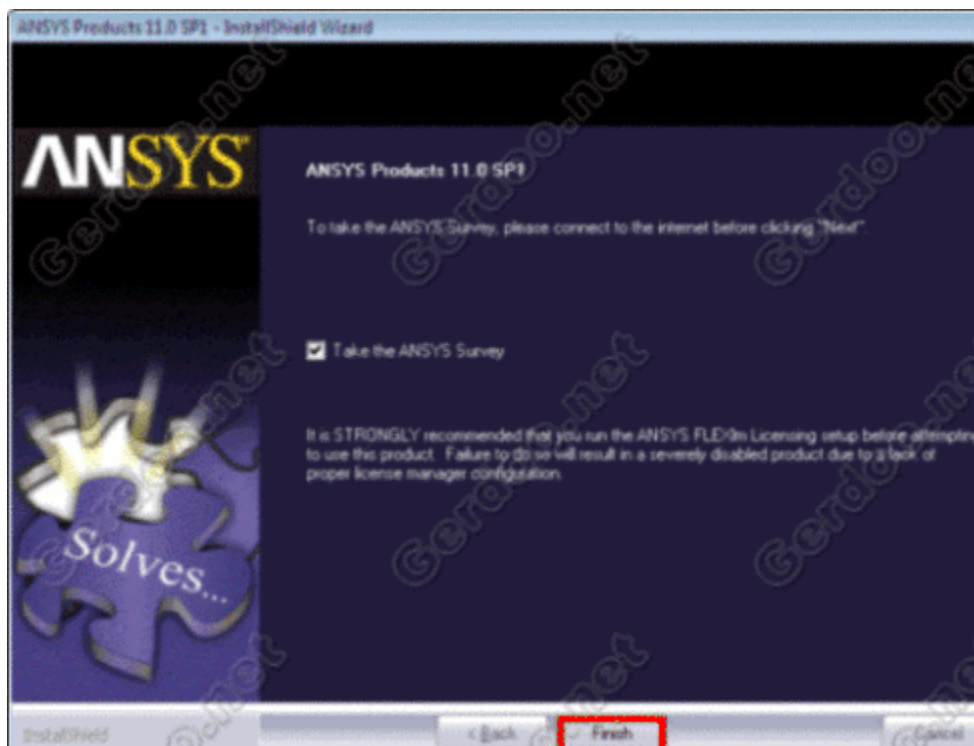 ANSYS Products 11.0 SP1 - InstallShield Wizard
ANSYS
ANSYS Products 11.0 SP1
To take the ANSYS Survey, please connect to the internet before clicking "Next".
Take the ANSYS Survey
It is STRONGLY recommended that you run the ANSYS FLEXlm Licensing setup before attempting
to use this product. Failure to do so will result in a severely disabled product due to a lack of
proper license manager configuration.
Solves...
InstallShield
< Back
Finish
Cancel
Gerdoo.net